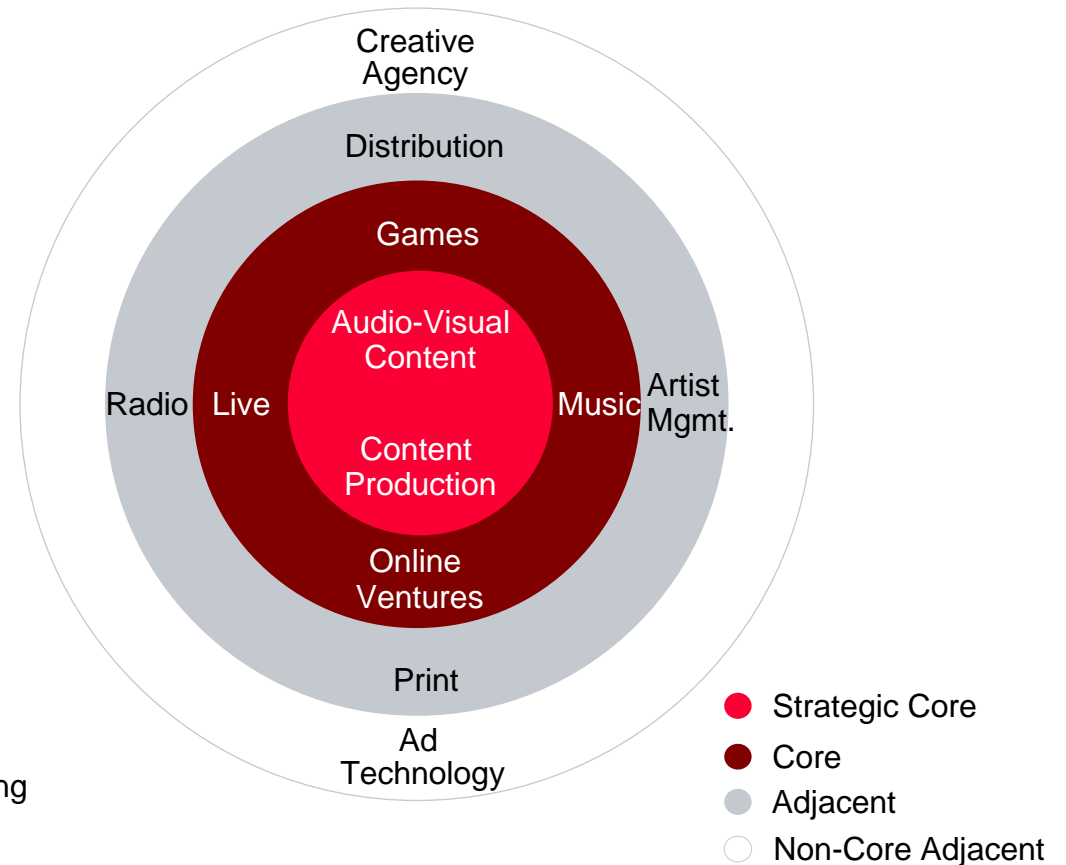 Creative
Agency
Distribution
Games
Audio-Visual
Content
Radio
Live
Music
Artist
Mgmt.
Content
Production
Online
Ventures
Print
Ad
Technology
ng
Strategic Core
Core
Adjacent
Non-Core Adjacent